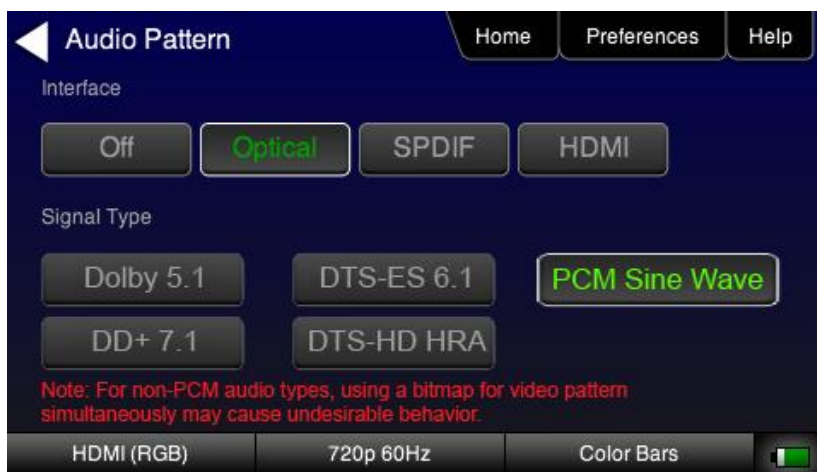 Audio Pattern
Home
Preferences
Help
Interface
Off
Optical
SPDIF
HDMI
Signal Type
Dolby 5.1
DTS-ES 6.1
PCM Sine Wave
DD+ 7.1
DTS-HD HRA
Note: For non-PCM audio types, using a bitmap for video pattern
simultaneously may cause undesirable behavior.
HDMI (RGB)
720p 60Hz
Color Bars